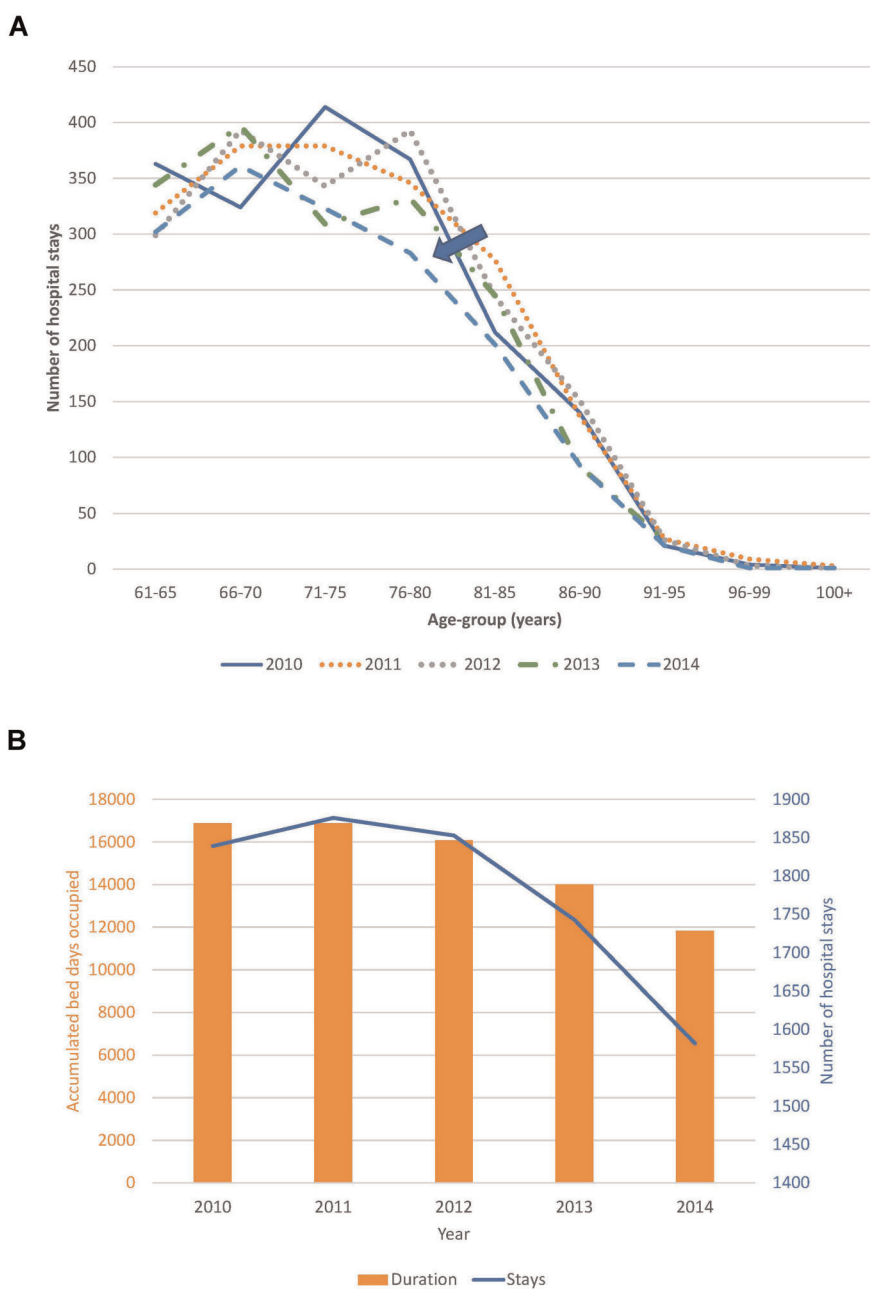 A
450
400
350
300
250
200
150
100
50
0
Number of hospital stays
61-65 66-70 71-75 76-80 81-85 86-90 91-95 96-99 100+
Age-group (years)
2010 2011 2012 2013 2014
B
18000
16000
14000
12000
10000
8000
6000
4000
2000
0
Accumulated bed days occupied
1900
1850
1800
1750
1700
1650
1600
1550
1500
1450
1400
Number of hospital stays
2010 2011 2012 2013 2014
Year
Duration Stays